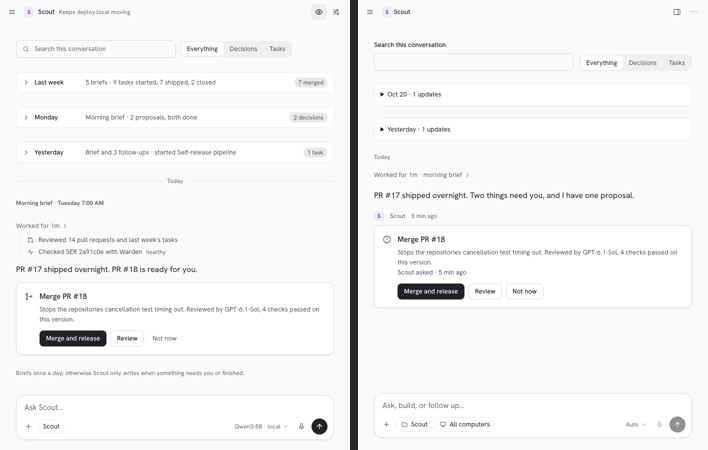 S Scout Keeps deploy.local moving
Search this conversation
Everything Decisions Tasks
Last week 5 briefs · 9 tasks started, 7 shipped, 2 closed 7 merged
Monday Morning brief · 2 proposals, both done 2 decisions
Yesterday Brief and 3 follow-ups · started Self-release pipeline 1 task
Today
Morning brief · Tuesday 7:00 AM
Worked for 1m
Reviewed 14 pull requests and last week's tasks
Checked SER 2a91c0e with Warden healthy
PR #17 shipped overnight. PR #18 is ready for you.
Merge PR #18
Stops the repositories cancellation test timing out. Reviewed by GPT-6.1-Sol, 4 checks passed on
this version.
Merge and release Review Not now
Briefs once a day; otherwise Scout only writes when something needs you or finished.
Ask Scout...
Scout Qwen3-8B · local
S Scout
Search this conversation
Everything Decisions Tasks
Oct 20 · 1 updates
Yesterday · 1 updates
Today
Worked for 1m · morning brief
PR #17 shipped overnight. Two things need you, and I have one proposal.
S Scout 5 min ago
Merge PR #18
Stops the repositories cancellation test timing out. Reviewed by GPT-6.1-Sol, 4 checks passed on
this version.
Scout asked · 5 min ago
Merge and release Review Not now
Ask, build, or follow up...
Scout All computers Auto